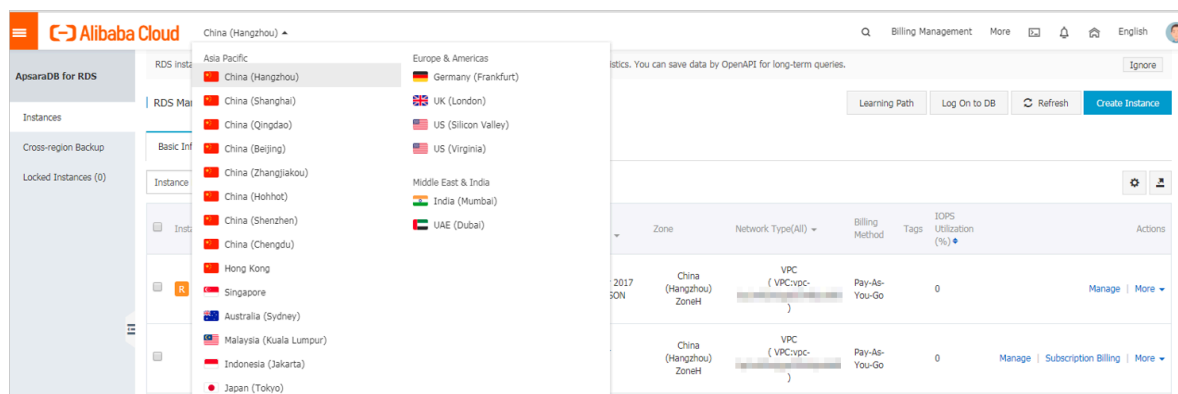 Alibaba Cloud
China (Hangzhou)
Billing Management
More
English
ApsaraDB for RDS
Instances
Cross-region Backup
Locked Instances (0)
RDS insta
istics. You can save data by OpenAPI for long-term queries.
Ignore
RDS Mar
Learning Path
Log On to DB
Refresh
Create Instance
Basic Inf
Instance
Asia Pacific
China (Hangzhou)
China (Shanghai)
China (Qingdao)
China (Beijing)
China (Zhangjiakou)
China (Hohhot)
China (Shenzhen)
China (Chengdu)
Hong Kong
Singapore
Australia (Sydney)
Malaysia (Kuala Lumpur)
Indonesia (Jakarta)
Japan (Tokyo)
Europe & Americas
Germany (Frankfurt)
UK (London)
US (Silicon Valley)
US (Virginia)
Middle East & India
India (Mumbai)
UAE (Dubai)
Insta
Zone
Network Type(All)
Billing
Method
Tags
IOPS
Utilization
(%)
Actions
R
2017
SON
China
(Hangzhou)
ZoneH
VPC
( VPC:vpc-
)
Pay-As-
You-Go
0
Manage | More
China
(Hangzhou)
ZoneH
VPC
( VPC:vpc-
)
Pay-As-
You-Go
0
Manage | Subscription Billing | More